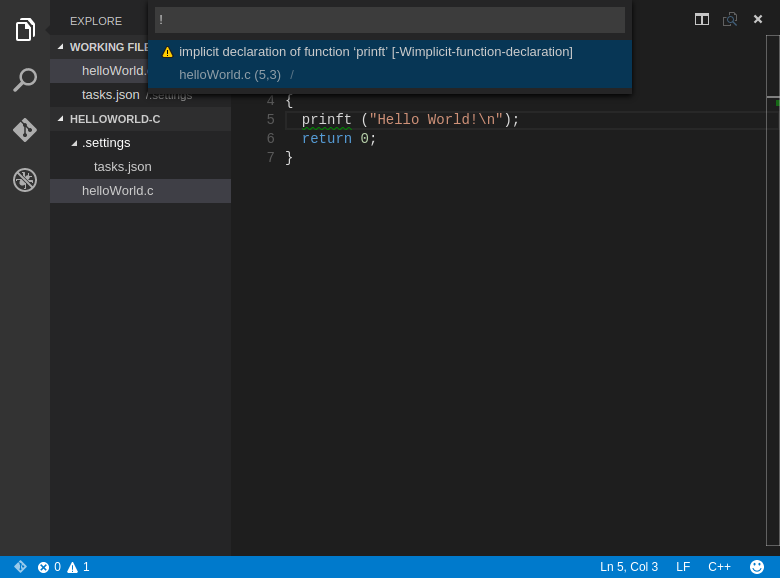 EXPLORE
!
WORKING FILE
implicit declaration of function ‘prinft’ [-Wimplicit-function-declaration]
helloWorld.
helloWorld.c (5,3) /
tasks.json /.settings
4 {
HELLOWORLD-C
5 prinft ("Hello World!\n");
.settings
6 return 0;
tasks.json
7 }
helloWorld.c
0 1 Ln 5, Col 3 LF C++